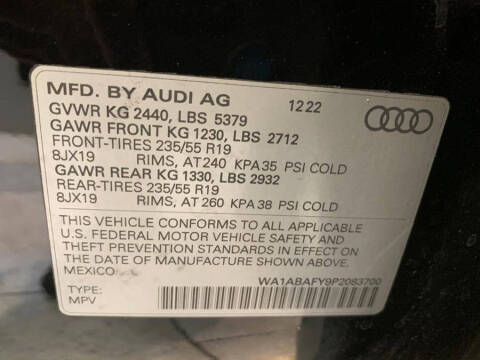 MFD. BY AUDI AG 12 22
GVWR KG 2440, LBS 5379
GAWR FRONT KG 1230, LBS 2712
FRONT-TIRES 235/55 R19
8JX19 RIMS, AT 240 KPA 35 PSI COLD
GAWR REAR KG 1330, LBS 2932
REAR-TIRES 235/55 R19
8JX19 RIMS, AT 260 KPA 38 PSI COLD
THIS VEHICLE CONFORMS TO ALL APPLICABLE
U.S. FEDERAL MOTOR VEHICLE SAFETY AND
THEFT PREVENTION STANDARDS IN EFFECT ON
THE DATE OF MANUFACTURE SHOWN ABOVE.
MEXICO
WA1ABAFY9P2083700
TYPE:
MPV